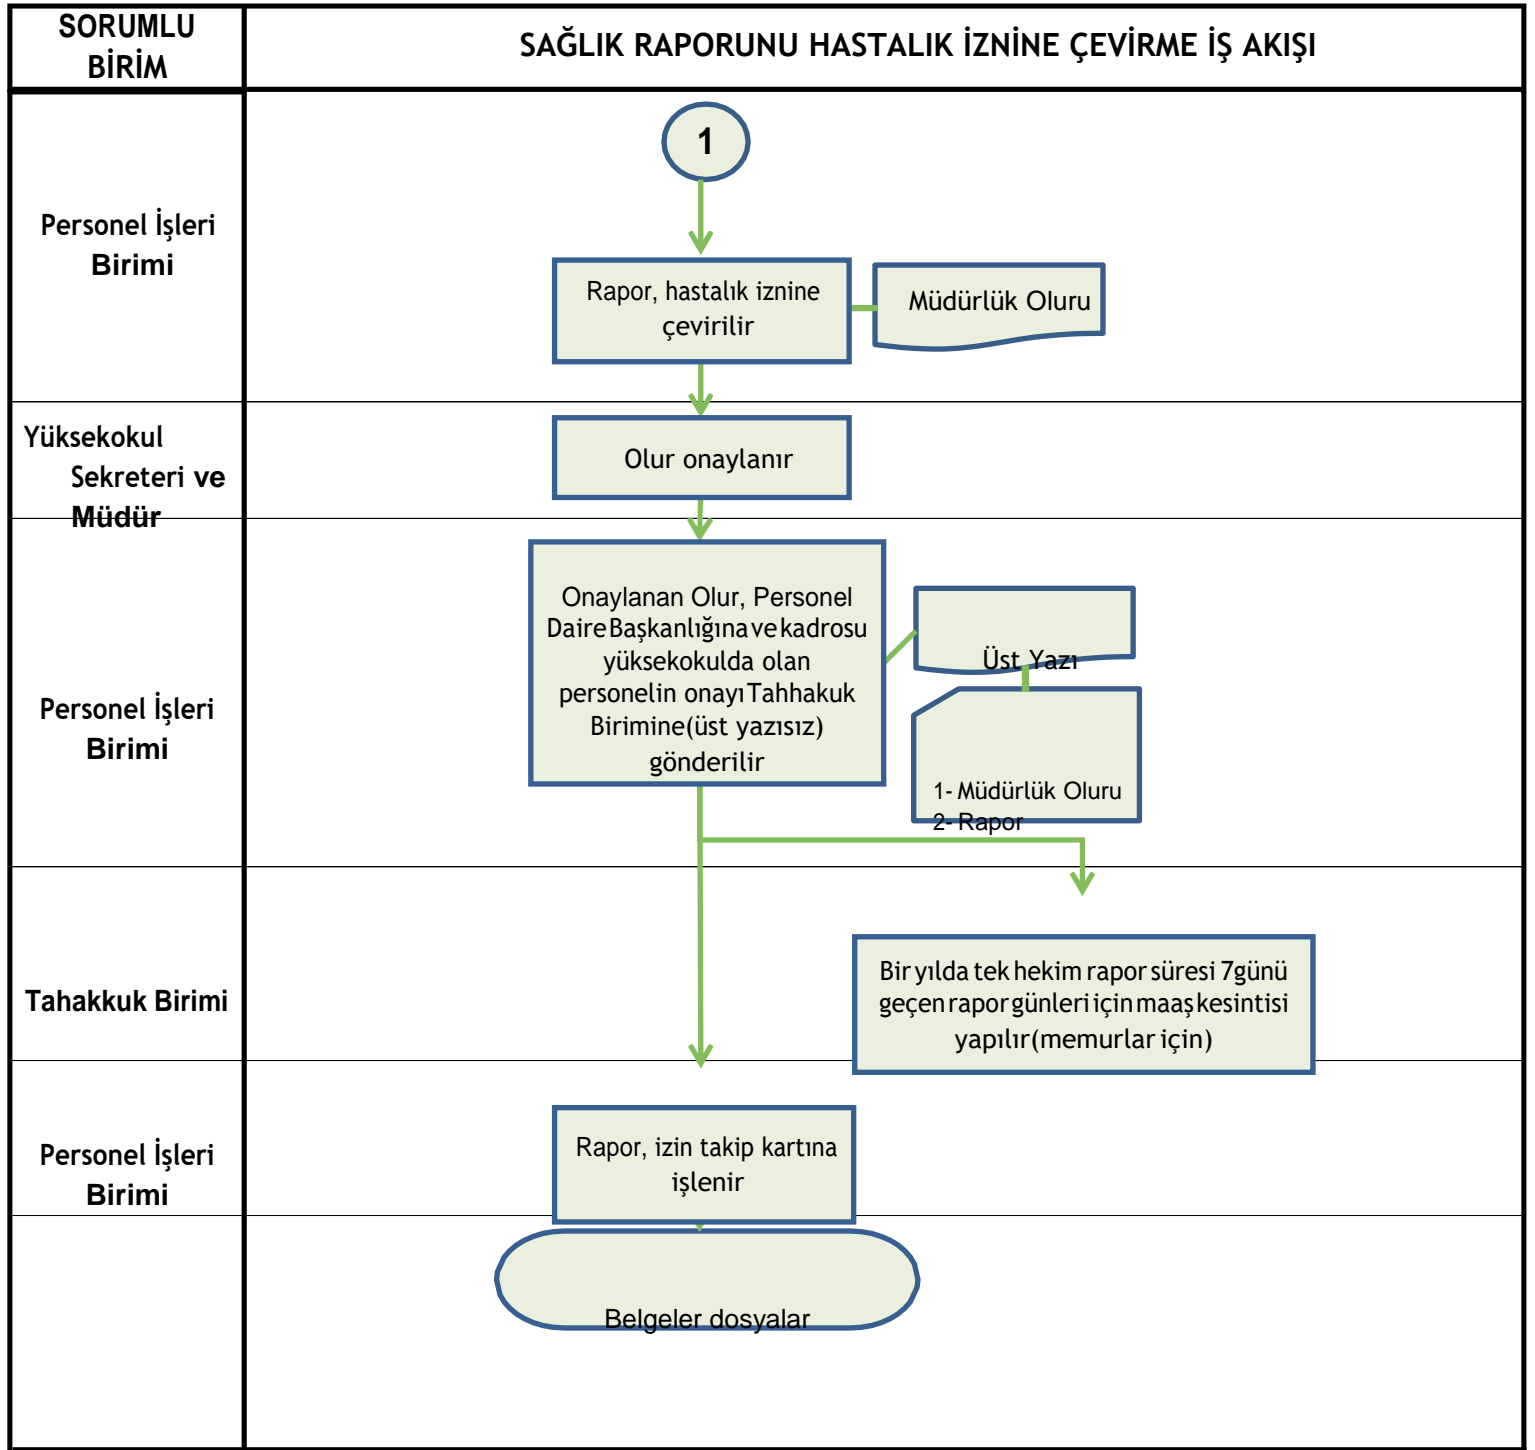 SORUMLU
BİRİM
SAĞLIK RAPORUNU HASTALIK İZNİNE ÇEVİRME İŞ AKIŞI
1
Personel İşleri
Birimi
Rapor, hastalık iznine
çevirilir
Müdürlük Oluru
Yüksekokul
Sekreteri ve
Müdür
Olur onaylanır
Personel İşleri
Birimi
Onaylanan Olur, Personel
Daire Başkanlığına ve kadrosu
yüksekokulda olan
personelin onayı Tahhakuk
Birimine(üst yazısız)
gönderilir
Üst Yazı
1- Müdürlük Oluru
2- Rapor
Tahakkuk Birimi
Bir yılda tek hekim rapor süresi 7günü
geçen rapor günleri için maaş kesintisi
yapılır(memurlar için)
Personel İşleri
Birimi
Rapor, izin takip kartına
işlenir
Belgeler dosyalar